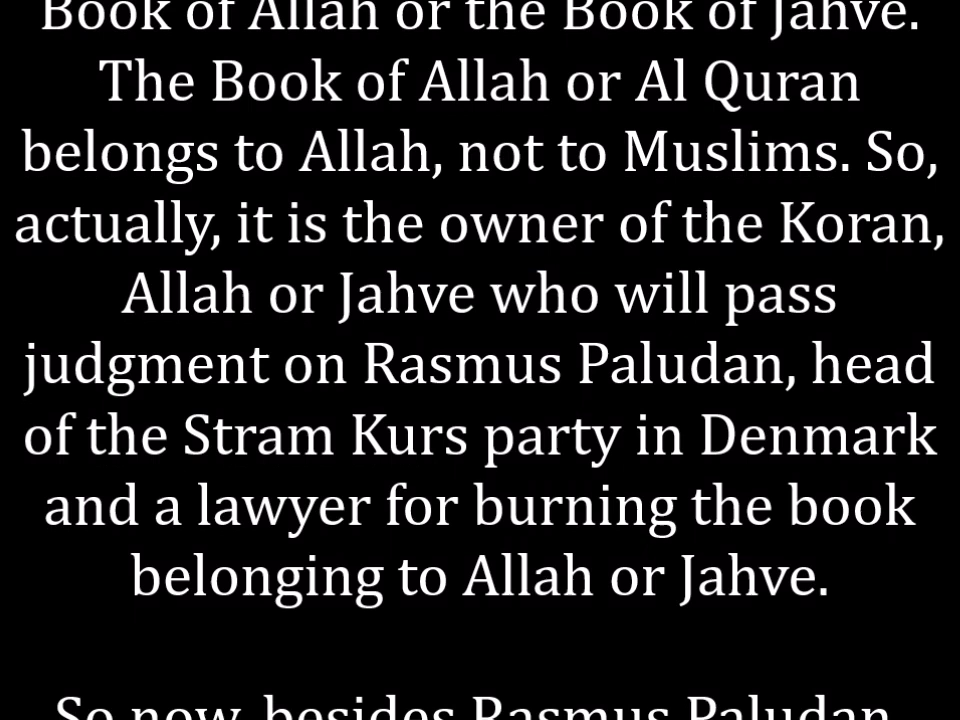 Book of Allah or the Book of Jahve.
The Book of Allah or Al Quran
belongs to Allah, not to Muslims. So,
actually, it is the owner of the Koran,
Allah or Jahve who will pass
judgment on Rasmus Paludan, head
of the Stram Kurs party in Denmark
and a lawyer for burning the book
belonging to Allah or Jahve.
So now, besides Rasmus Paludan,